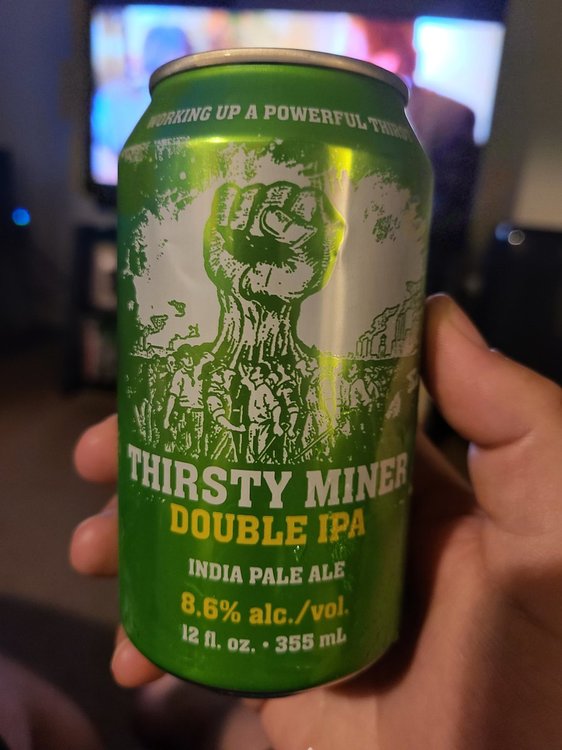 WORKING UP A POWERFUL THIRST
THIRSTY MINER
DOUBLE IPA
INDIA PALE ALE
8.6% alc./vol.
12 fl. oz. • 355 mL